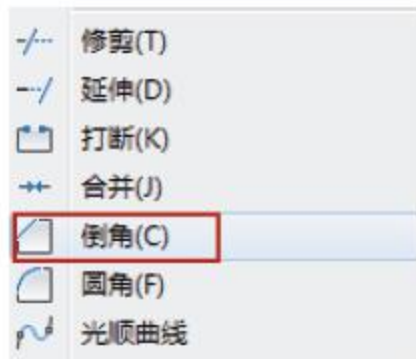 修剪(T)
延伸(D)
打断(K)
合并(J)
倒角(C)
圆角(F)
光顺曲线